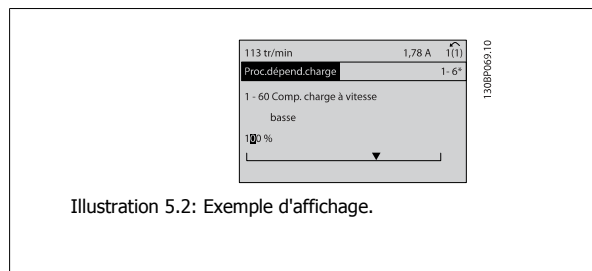 113 tr/min 1,78 A 1(1)
Proc.dépend.charge 1- 6*
1 - 60 Comp. charge à vitesse
basse
100 %
130BP069.10
Illustration 5.2: Exemple d'affichage.